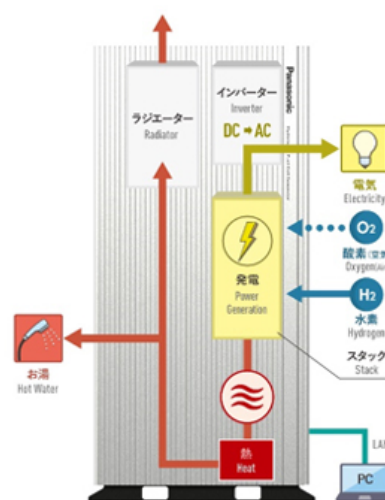 ラジエーター
Radiator
インバーター
Inverter
DC ➡ AC
Panasonic
電気
Electricity
O2
酸素
Oxygen
H2
水素
Hydrogen
発電
Power
Generation
スタック
Stack
お湯
Hot Water
熱
Heat
LAN
PC